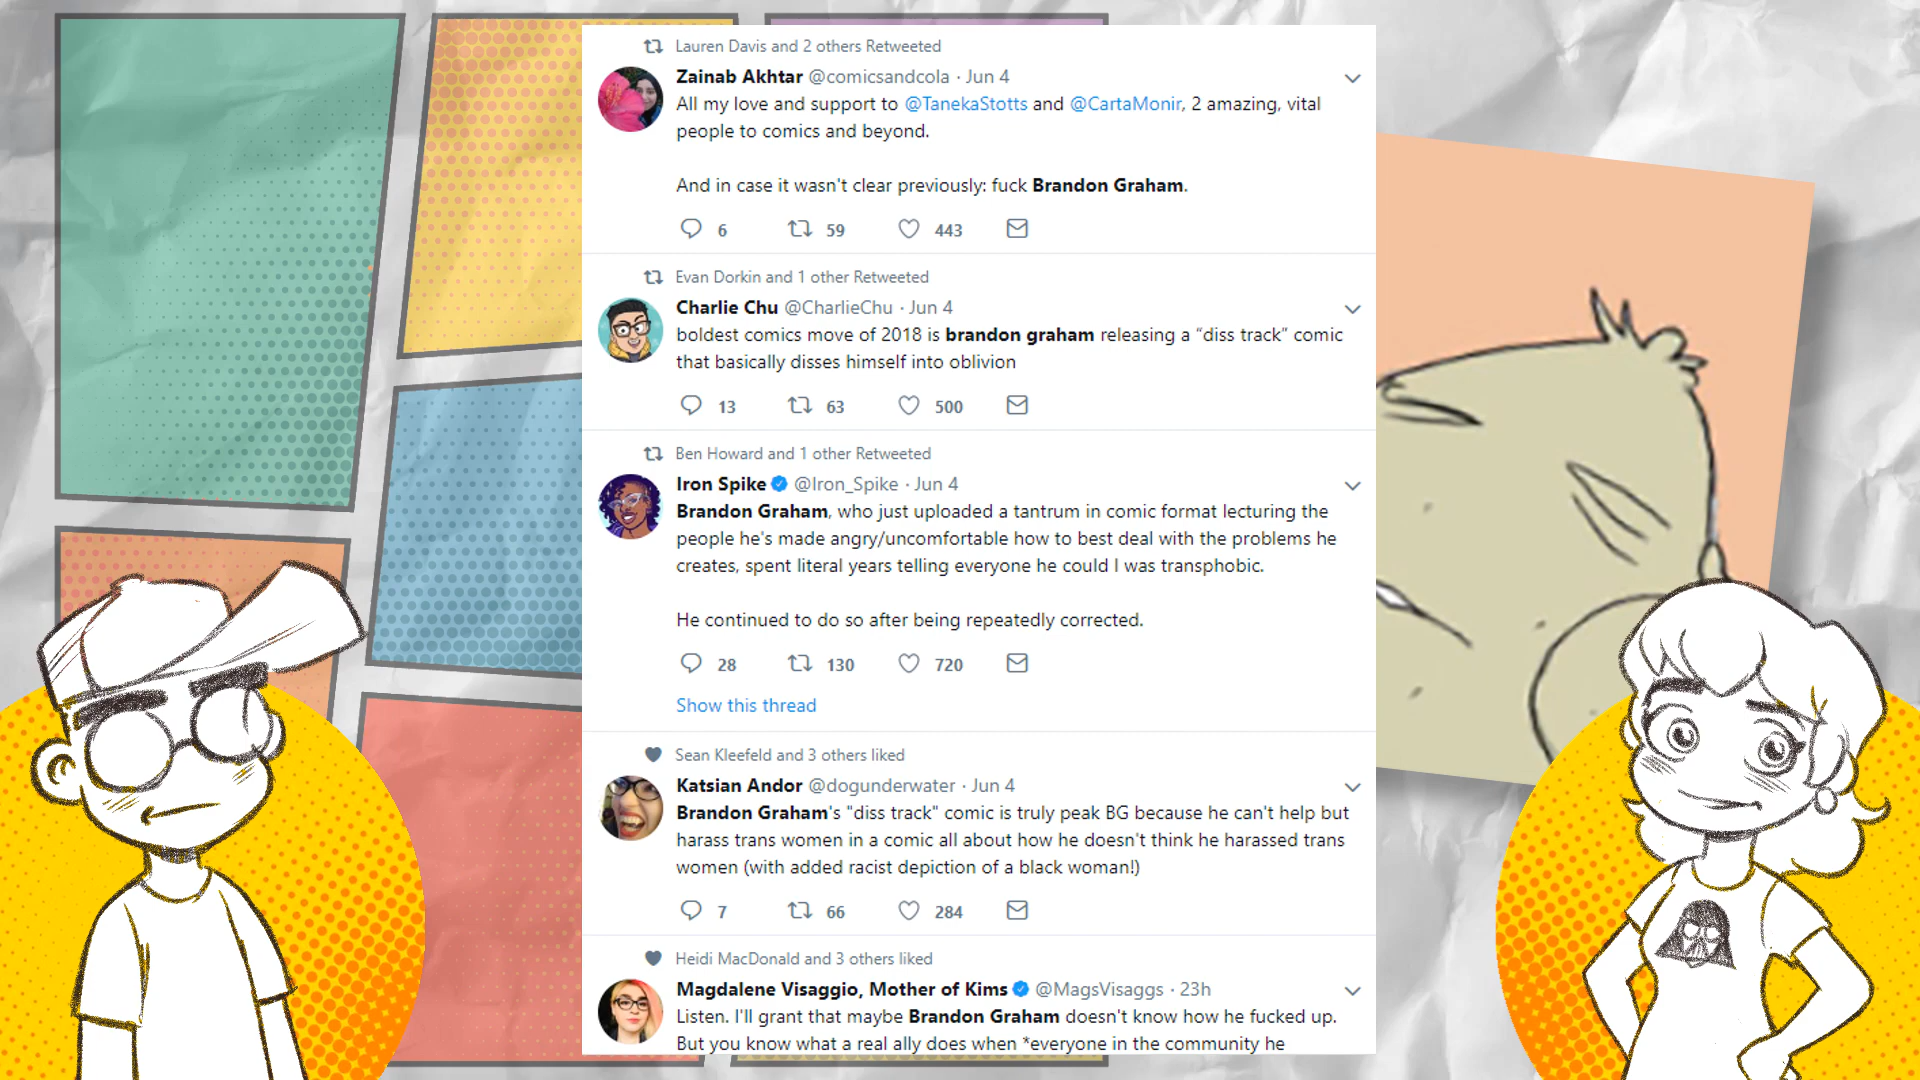 Lauren Davis and 2 others Retweeted
Zainab Akhtar @comicsandcola · Jun 4
All my love and support to @TanekaStotts and @CartaMonir, 2 amazing, vital
people to comics and beyond.
And in case it wasn't clear previously: fuck Brandon Graham.
6 59 443
Evan Dorkin and 1 other Retweeted
Charlie Chu @CharlieChu · Jun 4
boldest comics move of 2018 is brandon graham releasing a “diss track” comic
that basically disses himself into oblivion
13 63 500
Ben Howard and 1 other Retweeted
Iron Spike @Iron_Spike · Jun 4
Brandon Graham, who just uploaded a tantrum in comic format lecturing the
people he's made angry/uncomfortable how to best deal with the problems he
creates, spent literal years telling everyone he could I was transphobic.
He continued to do so after being repeatedly corrected.
28 130 720
Show this thread
Sean Kleefeld and 3 others liked
Katsian Andor @dogunderwater · Jun 4
Brandon Graham's "diss track" comic is truly peak BG because he can't help but
harass trans women in a comic all about how he doesn't think he harassed trans
women (with added racist depiction of a black woman!)
7 66 284
Heidi MacDonald and 3 others liked
Magdalene Visaggio, Mother of Kims @MagsVisaggs · 23h
Listen. I'll grant that maybe Brandon Graham doesn't know how he fucked up.
But you know what a real ally does when *everyone in the community he